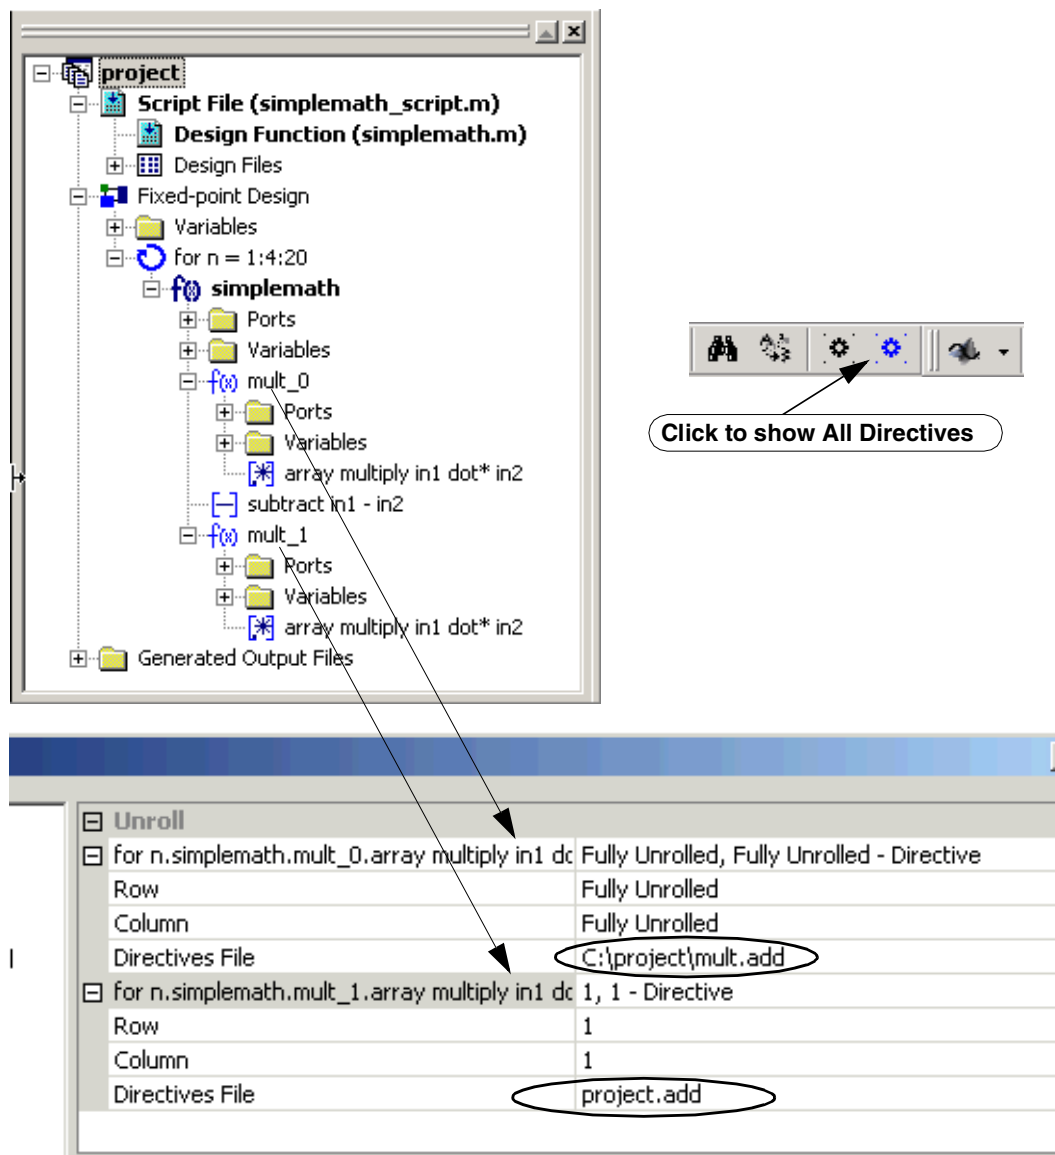 project
Script File (simplemath_script.m)
Design Function (simplemath.m)
Design Files
Fixed-point Design
Variables
for n = 1:4:20
f(x) simplemath
Ports
Variables
f(x) mult_0
Ports
Variables
array multiply in1 dot* in2
subtract in1 - in2
f(x) mult_1
Ports
Variables
array multiply in1 dot* in2
Generated Output Files
Click to show All Directives
Unroll
for n.simplemath.mult_0.array multiply in1 dc Fully Unrolled, Fully Unrolled - Directive
Row Fully Unrolled
Column Fully Unrolled
Directives File C:\project\mult.add
for n.simplemath.mult_1.array multiply in1 dc 1, 1 - Directive
Row 1
Column 1
Directives File project.add